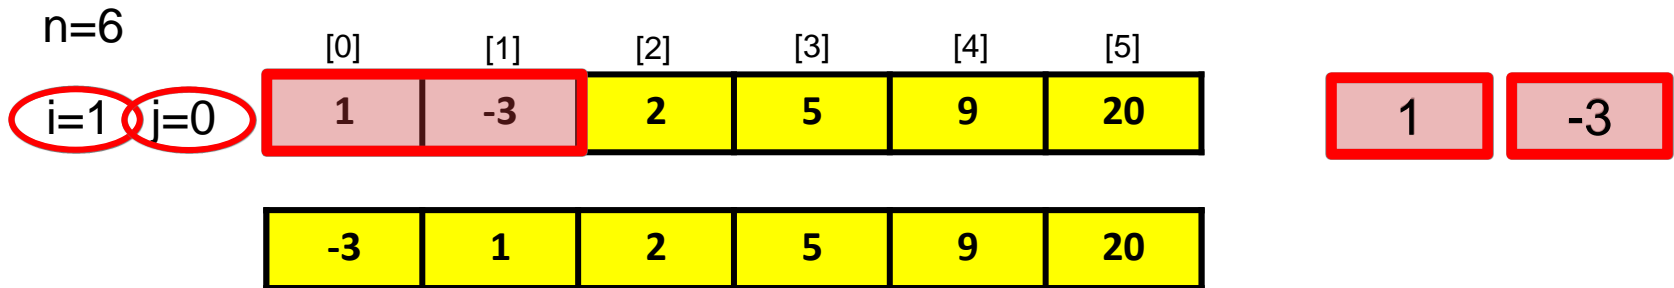 n=6
[0] [1] [2] [3] [4] [5]
i=1 j=0 1 -3 2 5 9 20 1 -3
-3 1 2 5 9 20